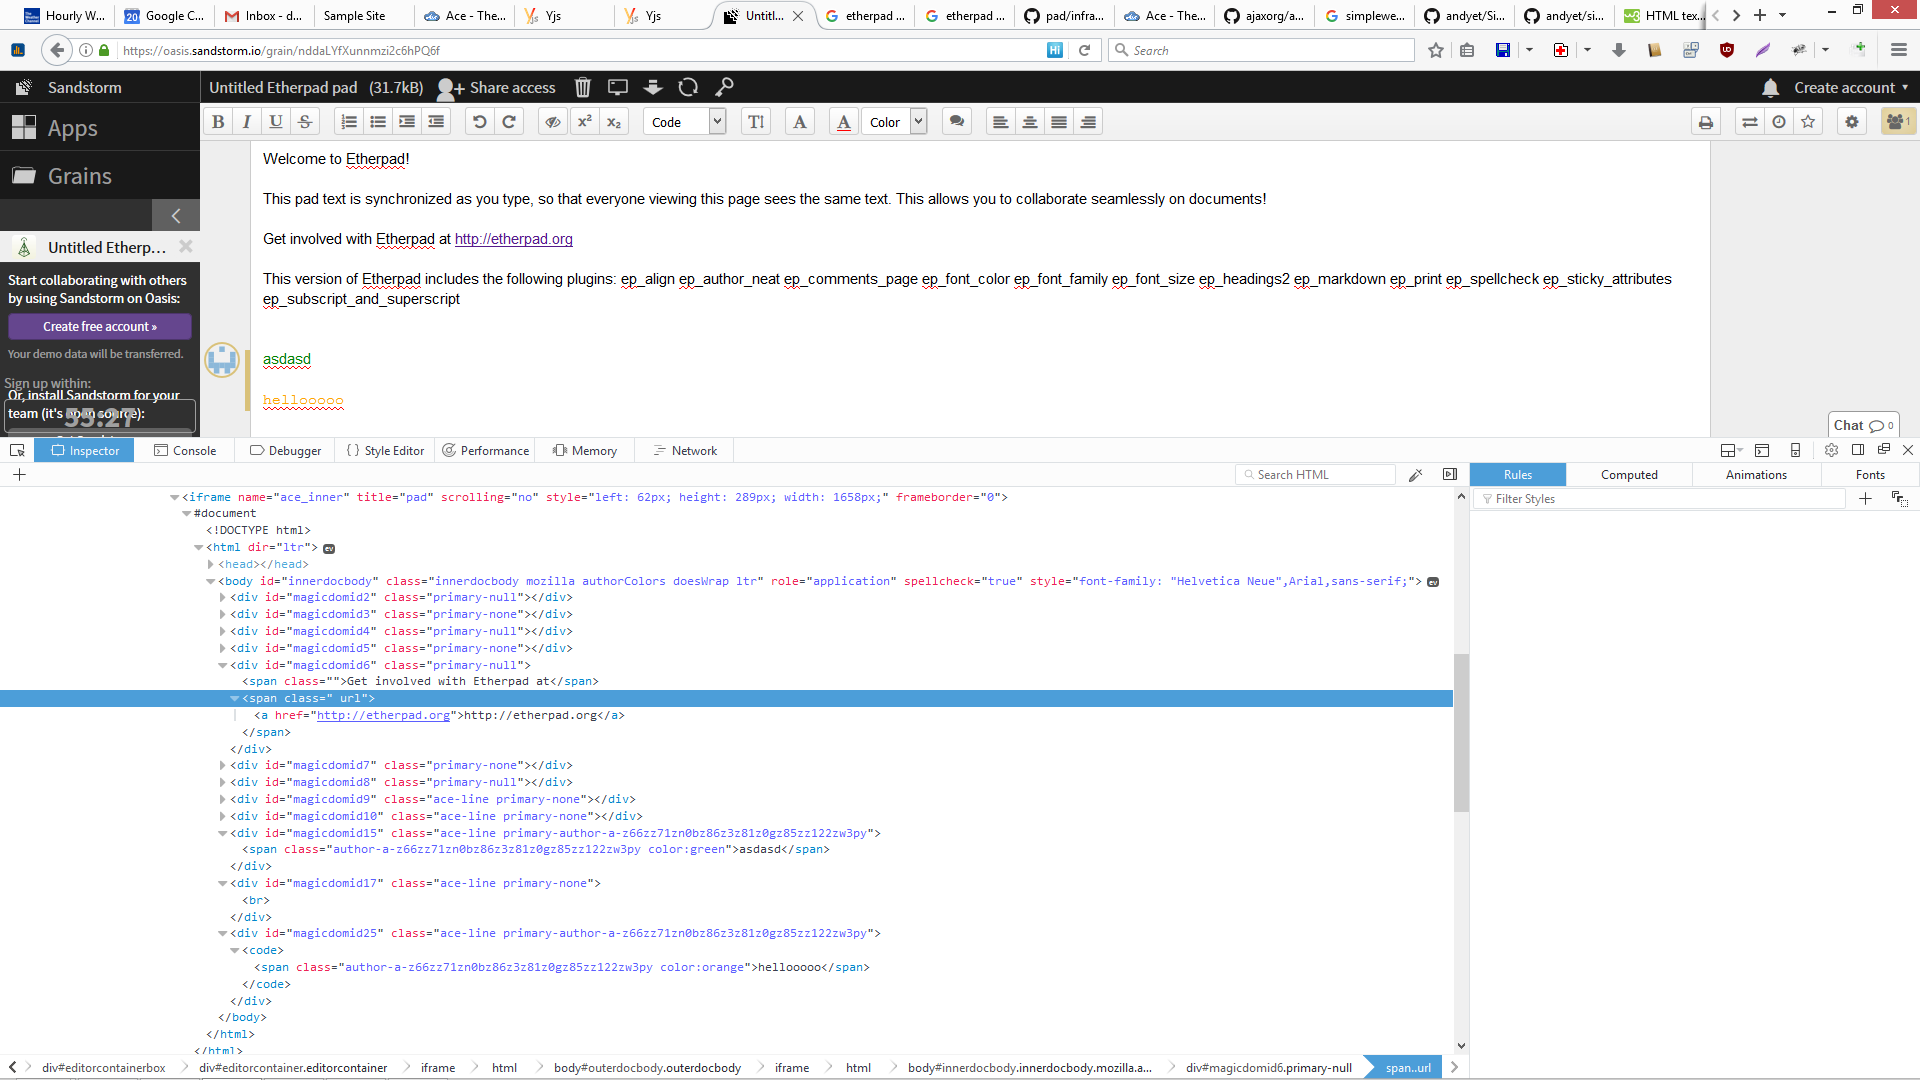 Hourly W...
Google C...
Inbox - d...
Sample Site
Ace - The...
Yjs
Yjs
Untitl...
etherpad ...
etherpad ...
pad/infra...
Ace - The...
ajaxorg/a...
simplewe...
andyet/Si...
andyet/si...
HTML tex...
https://oasis.sandstorm.io/grain/nddaLYfXunnmzi2c6hPQ6f
Hi
Search
Sandstorm
Untitled Etherpad pad (31.7kB)
Share access
Create account
Apps
Grains
B I U S
Code
Color
1
Untitled Etherp...
Start collaborating with others
by using Sandstorm on Oasis:
Create free account »
Your demo data will be transferred.
Sign up within:
Or, install Sandstorm for your
team (it's open source):
55:27
Welcome to Etherpad!
This pad text is synchronized as you type, so that everyone viewing this page sees the same text. This allows you to collaborate seamlessly on documents!
Get involved with Etherpad at http://etherpad.org
This version of Etherpad includes the following plugins: ep_align ep_author_neat ep_comments_page ep_font_color ep_font_family ep_font_size ep_headings2 ep_markdown ep_print ep_spellcheck ep_sticky_attributes
ep_subscript_and_superscript
asdasd
hellooooo
Chat 0
Inspector
Console
Debugger
{ } Style Editor
Performance
Memory
Network
Search HTML
Rules
Computed
Animations
Fonts
Filter Styles
<iframe name="ace_inner" title="pad" scrolling="no" style="left: 62px; height: 289px; width: 1658px;" frameborder="0">
#document
<!DOCTYPE html>
<html dir="ltr"> ev
<head></head>
<body id="innerdocbody" class="innerdocbody mozilla authorColors doesWrap ltr" role="application" spellcheck="true" style="font-family: "Helvetica Neue",Arial,sans-serif;"> ev
<div id="magicdomid2" class="primary-null"></div>
<div id="magicdomid3" class="primary-none"></div>
<div id="magicdomid4" class="primary-null"></div>
<div id="magicdomid5" class="primary-none"></div>
<div id="magicdomid6" class="primary-null">
<span class="">Get involved with Etherpad at</span>
<span class=" url">
<a href="http://etherpad.org">http://etherpad.org</a>
</span>
</div>
<div id="magicdomid7" class="primary-none"></div>
<div id="magicdomid8" class="primary-null"></div>
<div id="magicdomid9" class="ace-line primary-none"></div>
<div id="magicdomid10" class="ace-line primary-none"></div>
<div id="magicdomid15" class="ace-line primary-author-a-z66zz71zn0bz86z3z81z0gz85zz122zw3py">
<span class="author-a-z66zz71zn0bz86z3z81z0gz85zz122zw3py color:green">asdasd</span>
</div>
<div id="magicdomid17" class="ace-line primary-none">
<br>
</div>
<div id="magicdomid25" class="ace-line primary-author-a-z66zz71zn0bz86z3z81z0gz85zz122zw3py">
<code>
<span class="author-a-z66zz71zn0bz86z3z81z0gz85zz122zw3py color:orange">hellooooo</span>
</code>
</div>
</body>
</html>
</html>
div#editorcontainerbox
div#editorcontainer.editorcontainer
iframe
html
body#outerdocbody.outerdocbody
iframe
html
body#innerdocbody.innerdocbody.mozilla.a...
div#magicdomid6.primary-null
span..url